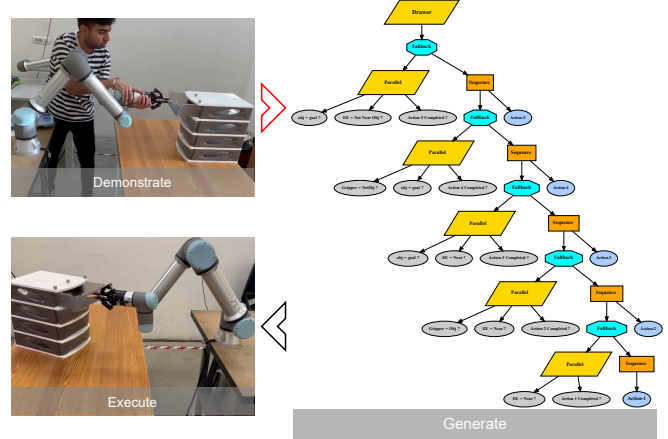 Drawer
Fallback
Parallel
Sequence
obj = goal ?
EE = Not Near Obj ?
Action 5 Completed ?
Fallback
Action-5
Parallel
Sequence
Gripper = NoObj ?
obj = goal ?
Action 4 Completed ?
Fallback
Action-4
Parallel
Sequence
obj = goal ?
EE = Near ?
Action 3 Completed ?
Fallback
Action-3
Parallel
Sequence
Gripper = Obj ?
EE = Near ?
Action 2 Completed ?
Fallback
Action-2
Parallel
Sequence
EE = Near ?
Action 1 Completed ?
Action-1
Demonstrate
Execute
Generate